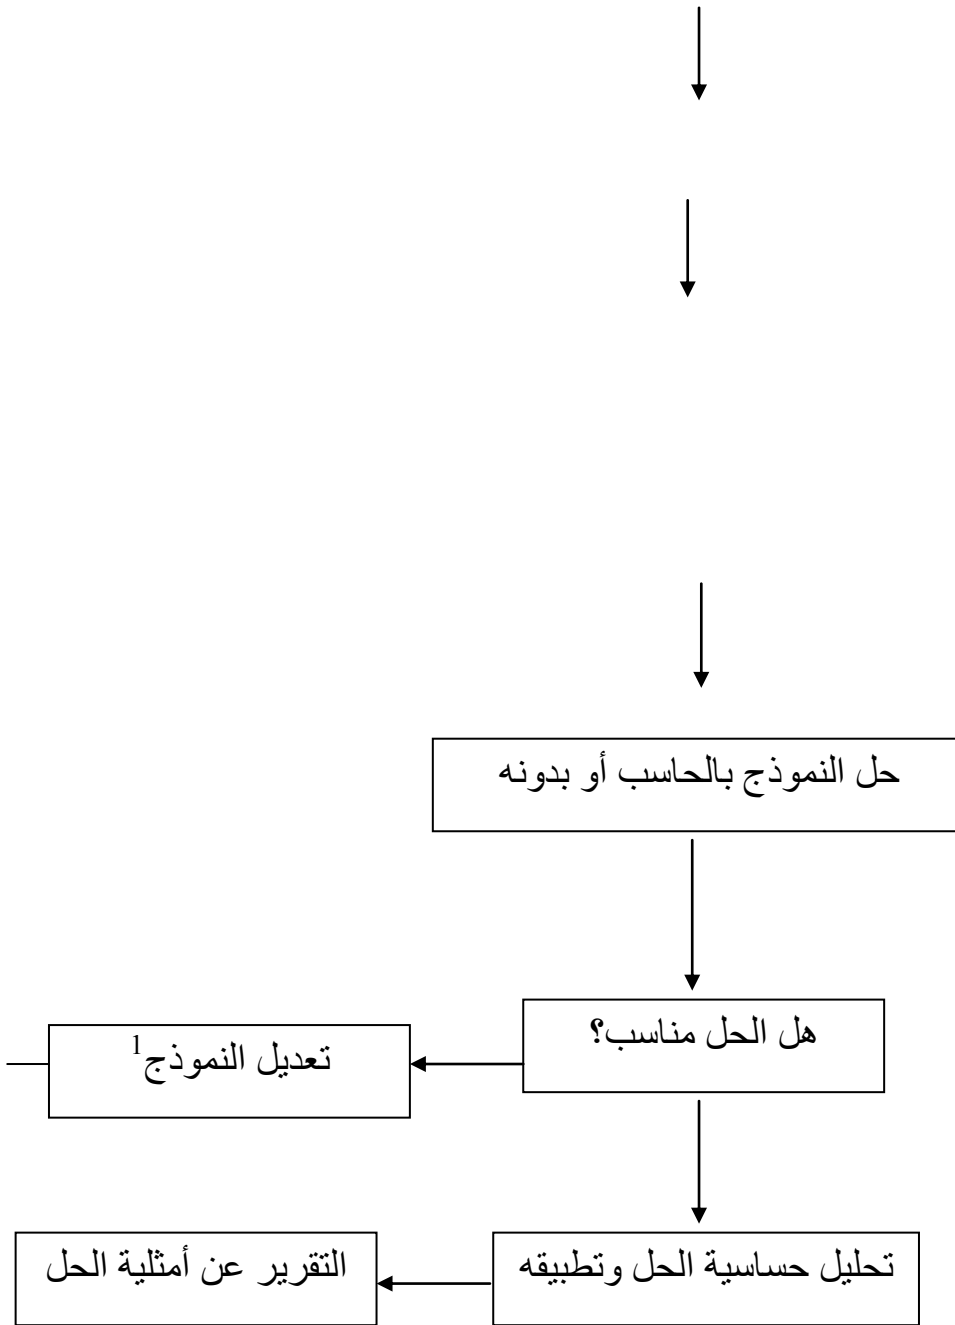 حل النموذج بالحاسب أو بدونه
هل الحل مناسب؟
تعديل النموذج1
تحليل حساسية الحل وتطبيقه
التقرير عن أمثلية الحل